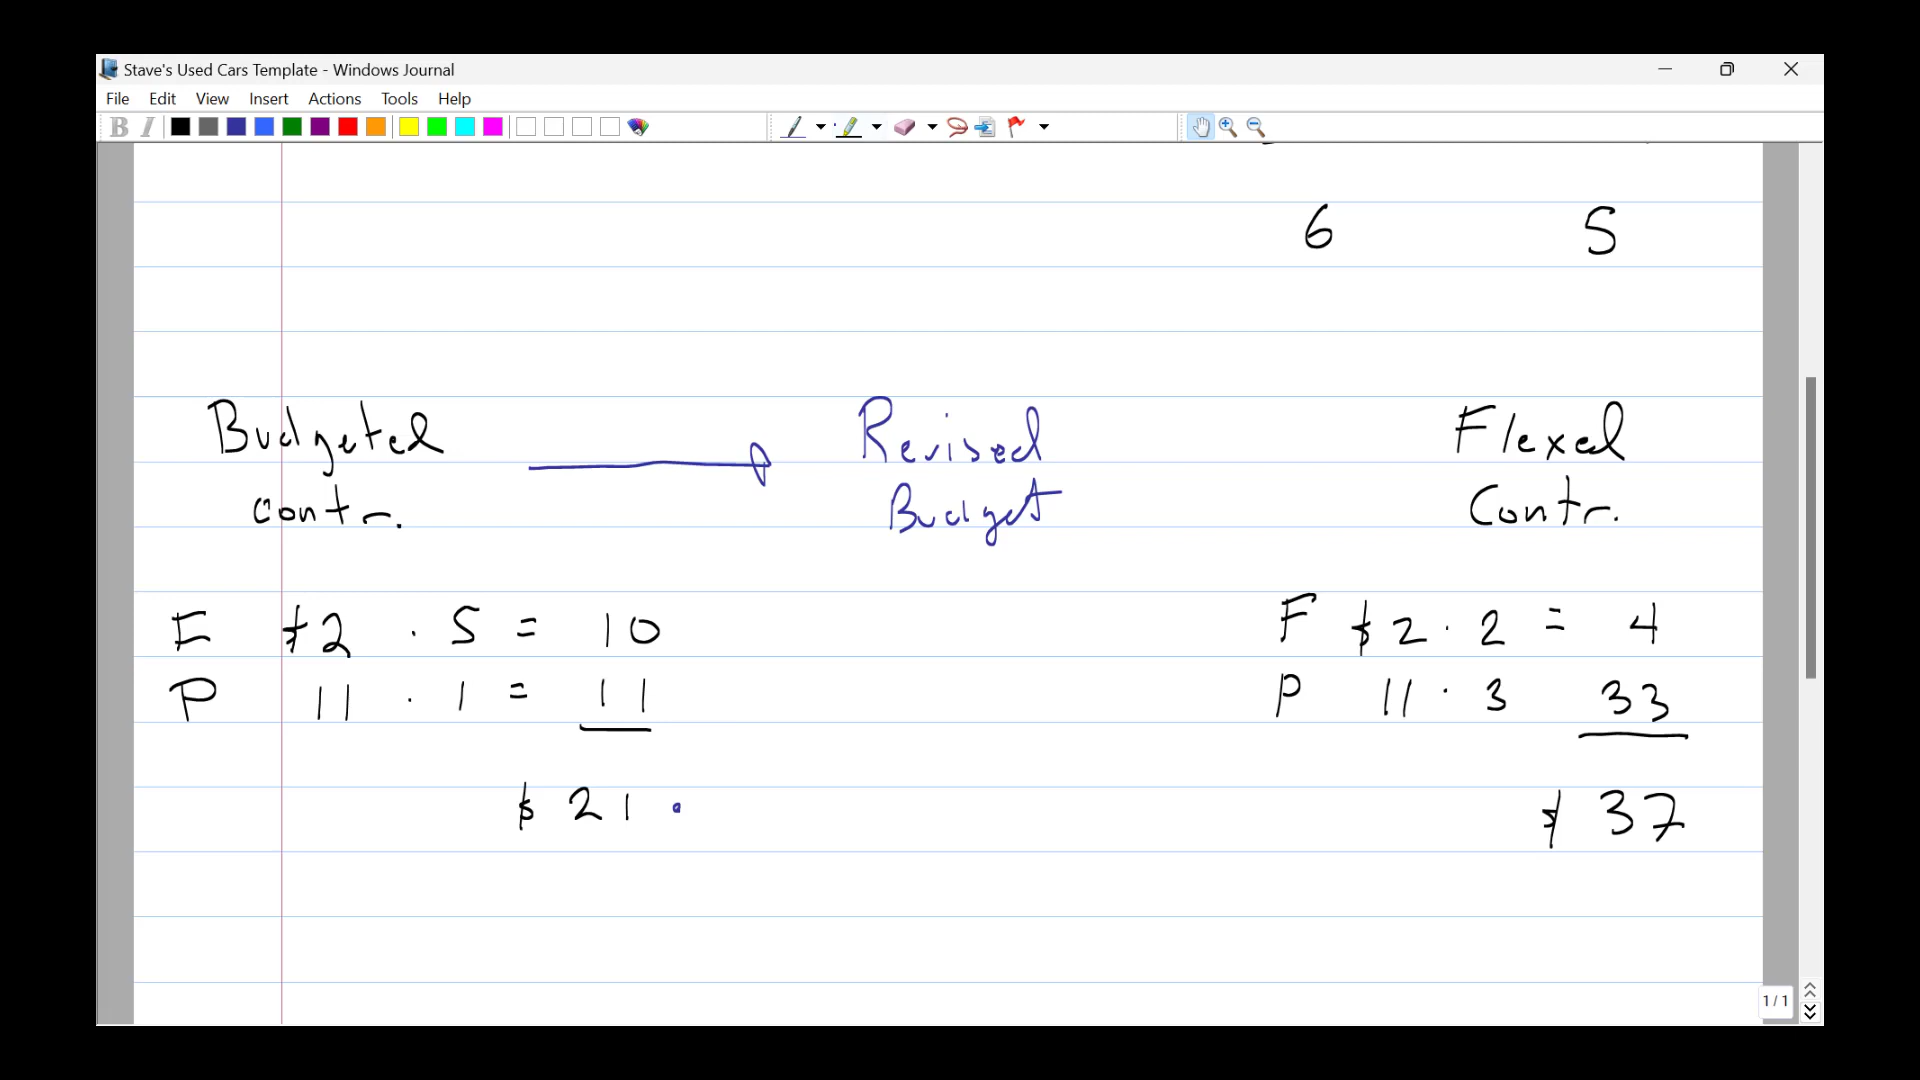 Stave's Used Cars Template - Windows Journal
File Edit View Insert Actions Tools Help
B I
6 5
Budgeted Revised Flexed
contr. Budget Contr.
E $2 · 5 = 10 F $2 · 2 = 4
P 11 · 1 = 11 P 11 · 3 33
$ 21 $ 37
1 / 1